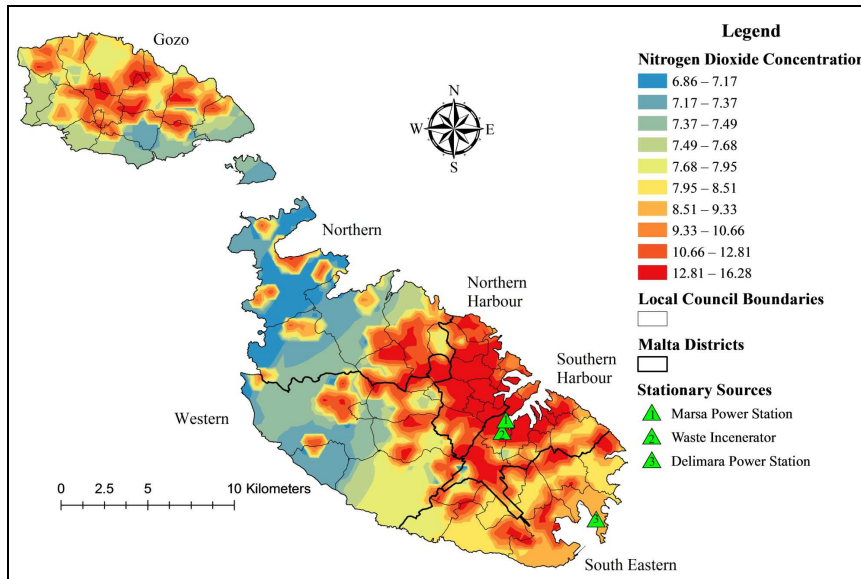 Gozo
N
W E
S
Northern
Northern
Harbour
Southern
Harbour
Western
South Eastern
0 2.5 5 10 Kilometers
1
2
3
Legend
Nitrogen Dioxide Concentration
6.86 – 7.17
7.17 – 7.37
7.37 – 7.49
7.49 – 7.68
7.68 – 7.95
7.95 – 8.51
8.51 – 9.33
9.33 – 10.66
10.66 – 12.81
12.81 – 16.28
Local Council Boundaries
Malta Districts
Stationary Sources
1 Marsa Power Station
2 Waste Incenerator
3 Delimara Power Station